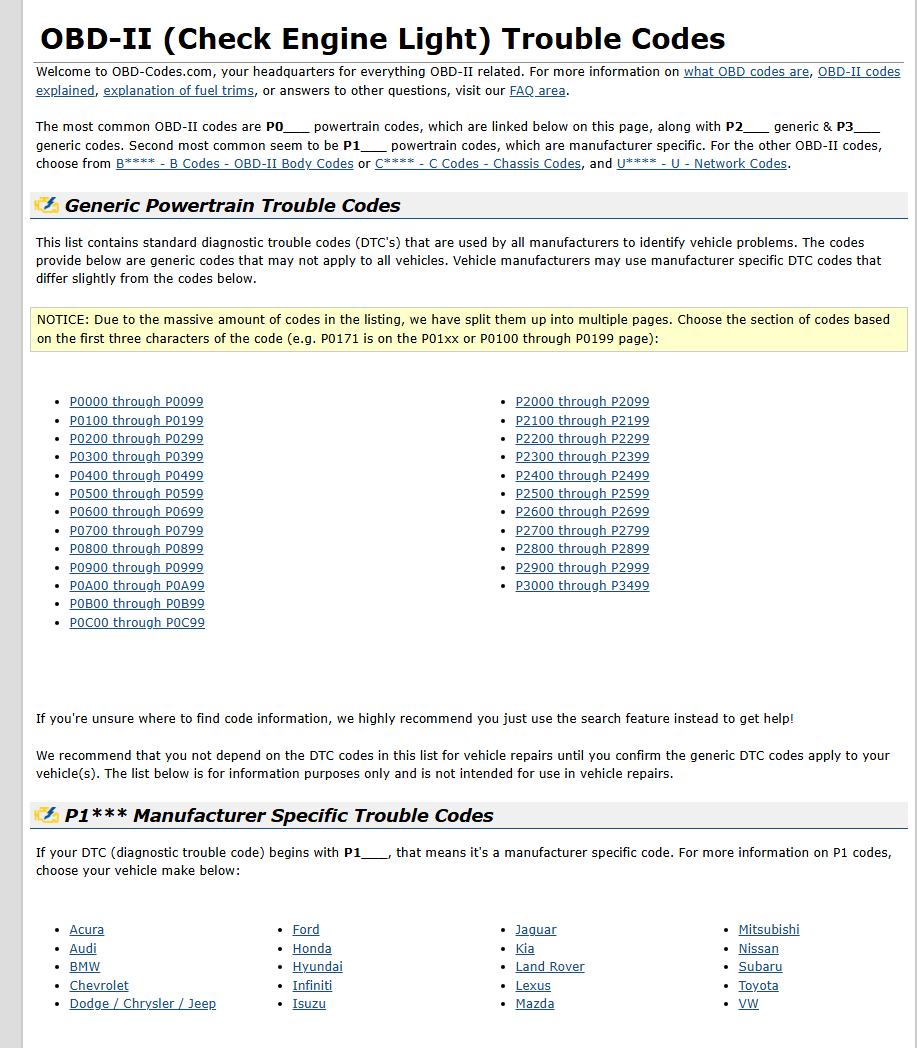 OBD-II (Check Engine Light) Trouble Codes
Welcome to OBD-Codes.com, your headquarters for everything OBD-II related. For more information on what OBD codes are, OBD-II codes
explained, explanation of fuel trims, or answers to other questions, visit our FAQ area.
The most common OBD-II codes are P0___ powertrain codes, which are linked below on this page, along with P2___ generic & P3___
generic codes. Second most common seem to be P1___ powertrain codes, which are manufacturer specific. For the other OBD-II codes,
choose from B**** - B Codes - OBD-II Body Codes or C**** - C Codes - Chassis Codes, and U**** - U - Network Codes.
Generic Powertrain Trouble Codes
This list contains standard diagnostic trouble codes (DTC's) that are used by all manufacturers to identify vehicle problems. The codes
provide below are generic codes that may not apply to all vehicles. Vehicle manufacturers may use manufacturer specific DTC codes that
differ slightly from the codes below.
NOTICE: Due to the massive amount of codes in the listing, we have split them up into multiple pages. Choose the section of codes based
on the first three characters of the code (e.g. P0171 is on the P01xx or P0100 through P0199 page):
P0000 through P0099
P0100 through P0199
P0200 through P0299
P0300 through P0399
P0400 through P0499
P0500 through P0599
P0600 through P0699
P0700 through P0799
P0800 through P0899
P0900 through P0999
P0A00 through P0A99
P0B00 through P0B99
P0C00 through P0C99
P2000 through P2099
P2100 through P2199
P2200 through P2299
P2300 through P2399
P2400 through P2499
P2500 through P2599
P2600 through P2699
P2700 through P2799
P2800 through P2899
P2900 through P2999
P3000 through P3499
If you're unsure where to find code information, we highly recommend you just use the search feature instead to get help!
We recommend that you not depend on the DTC codes in this list for vehicle repairs until you confirm the generic DTC codes apply to your
vehicle(s). The list below is for information purposes only and is not intended for use in vehicle repairs.
P1*** Manufacturer Specific Trouble Codes
If your DTC (diagnostic trouble code) begins with P1___, that means it's a manufacturer specific code. For more information on P1 codes,
choose your vehicle make below:
Acura
Audi
BMW
Chevrolet
Dodge / Chrysler / Jeep
Ford
Honda
Hyundai
Infiniti
Isuzu
Jaguar
Kia
Land Rover
Lexus
Mazda
Mitsubishi
Nissan
Subaru
Toyota
VW